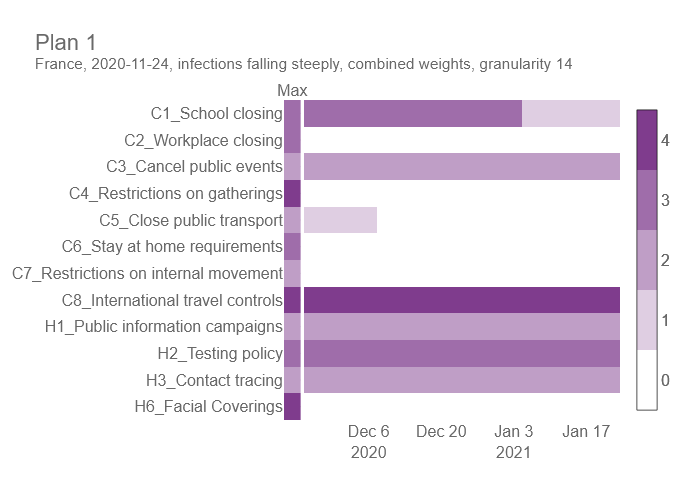 Plan 1
France, 2020-11-24, infections falling steeply, combined weights, granularity 14
Max
C1_School closing
C2_Workplace closing
C3_Cancel public events
C4_Restrictions on gatherings
C5_Close public transport
C6_Stay at home requirements
C7_Restrictions on internal movement
C8_International travel controls
H1_Public information campaigns
H2_Testing policy
H3_Contact tracing
H6_Facial Coverings
4
3
2
1
0
Dec 6 Dec 20 Jan 3 Jan 17
2020 2021